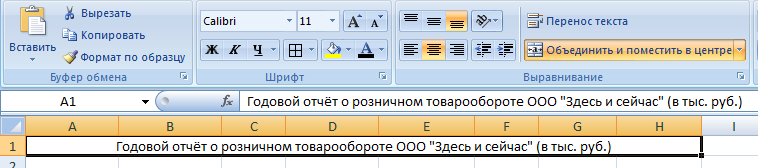 Вставить
Вырезать
Копировать
Формат по образцу
Буфер обмена
Calibri 11
Ж К Ч
Шрифт
Перенос текста
Объединить и поместить в центре
Выравнивание
A1 fx Годовой отчёт о розничном товарообороте ООО "Здесь и сейчас" (в тыс. руб.)
A B C D E F G H I
1 Годовой отчёт о розничном товарообороте ООО "Здесь и сейчас" (в тыс. руб.)
2